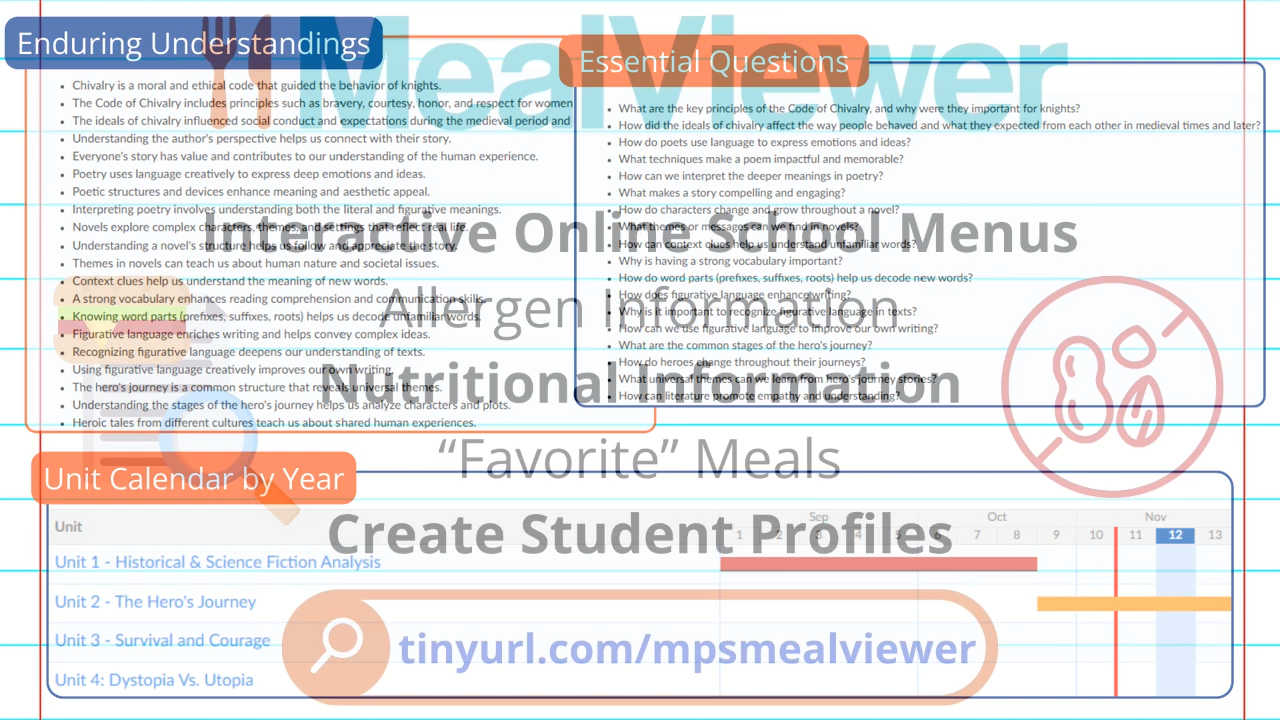 Enduring Understandings
MealViewer
Essential Questions
Chivalry is a moral and ethical code that guided the behavior of knights.
The Code of Chivalry includes principles such as bravery, courtesy, honor, and respect for women
The ideals of chivalry influenced social conduct and expectations during the medieval period and
Understanding the author's perspective helps us connect with their story.
Everyone's story has value and contributes to our understanding of the human experience.
Poetry uses language creatively to express deep emotions and ideas.
Poetic structures and devices enhance meaning and aesthetic appeal.
Interpreting poetry involves understanding both the literal and figurative meanings.
Novels explore complex characters, themes, and settings that reflect real life.
Understanding a novel's structure helps us follow and appreciate the story.
Themes in novels can teach us about human nature and societal issues.
Context clues help us understand the meaning of new words.
A strong vocabulary enhances reading comprehension and communication skills.
Knowing word parts (prefixes, suffixes, roots) helps us decode unfamiliar words.
Figurative language enriches writing and helps convey complex ideas.
Recognizing figurative language deepens our understanding of texts.
Using figurative language creatively improves our own writing.
The hero's journey is a common structure that reveals universal themes.
Understanding the stages of the hero's journey helps us analyze characters and plots.
Heroic tales from different cultures teach us about shared human experiences.
What are the key principles of the Code of Chivalry, and why were they important for knights?
How did the ideals of chivalry affect the way people behaved and what they expected from each other in medieval times and later?
How do poets use language to express emotions and ideas?
What techniques make a poem impactful and memorable?
How can we interpret the deeper meanings in poetry?
What makes a story compelling and engaging?
How do characters change and grow throughout a novel?
What themes or messages can we find in novels?
How can context clues help us understand unfamiliar words?
Why is having a strong vocabulary important?
How do word parts (prefixes, suffixes, roots) help us decode new words?
How does figurative language enhance writing?
Why is it important to recognize figurative language in texts?
How can we use figurative language to improve our own writing?
What are the common stages of the hero's journey?
How do heroes change throughout their journeys?
What universal themes can we learn from hero's journey stories?
How can literature promote empathy and understanding?
Interactive Online School Menus
Allergen Information
Nutritional Information
“Favorite” Meals
Create Student Profiles
tinyurl.com/mpsmealviewer
Unit Calendar by Year
Unit Sep Oct Nov
1 2 3 4 5 6 7 8 9 10 11 12 13
Unit 1 - Historical & Science Fiction Analysis
Unit 2 - The Hero's Journey
Unit 3 - Survival and Courage
Unit 4: Dystopia Vs. Utopia